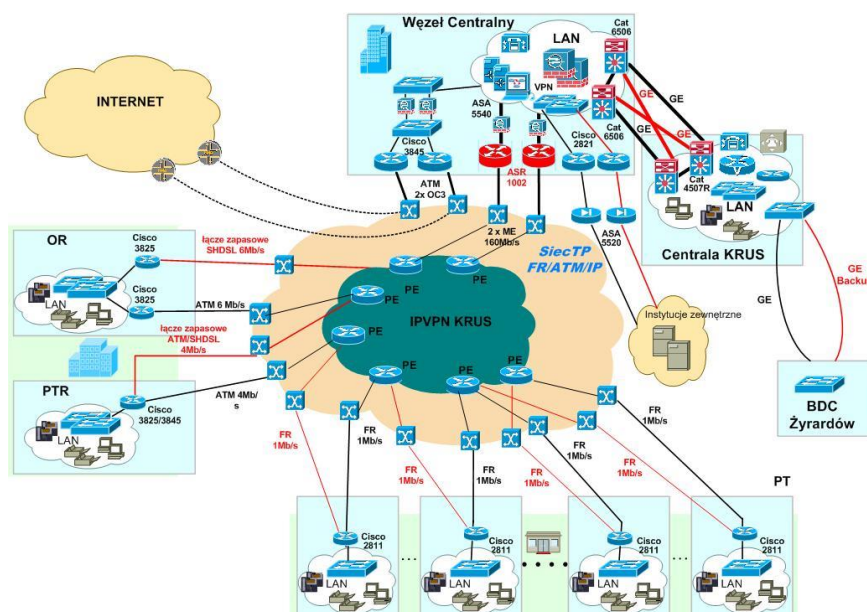 Węzeł Centralny
LAN
Cat
6506
VPN
ASA
5540
Cisco
3845
Cisco
2821
Cat
6506
GE
GE
GE
GE
INTERNET
ATM
2x OC3
ASR
1002
Cat
4507R
LAN
Centrala KRUS
2 x ME
160Mb/s
SiecTP
FR/ATM/IP
ASA
5520
OR
Cisco
3825
łącze zapasowe
SHDSL 6Mb/s
LAN
Cisco
3825
ATM 6 Mb/s
PE
PE
PE
PE
PE
PE
IPVPN KRUS
GE
Backu
GE
Instytucje zewnętrzne
łącze zapasowe
ATM/SHDSL
4Mb/s
PTR
LAN
Cisco
3825/3845
ATM 4Mb/
s
BDC
Żyrardów
FR
1Mb/s
FR
1Mb/s
FR
1Mb/s
FR
1Mb/s
FR
1Mb/s
FR
1Mb/s
FR
1Mb/s
FR
1Mb/s
PT
Cisco
2811
LAN
...
Cisco
2811
LAN
Cisco
2811
LAN
...
Cisco
2811
LAN